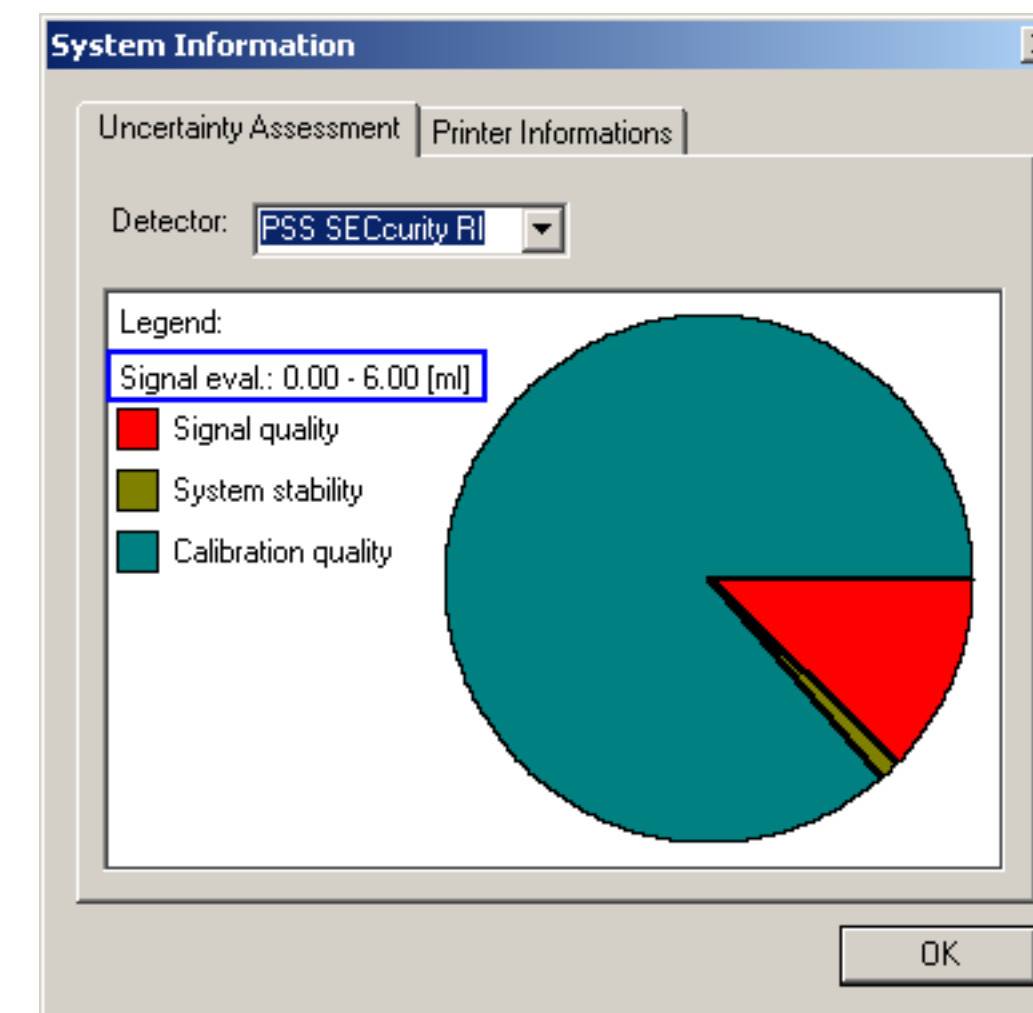 System Information
Uncertainty Assessment Printer Informations
Detector: PSS SECcurity RI
Legend:
Signal eval.: 0.00 - 6.00 [ml]
Signal quality
System stability
Calibration quality
OK